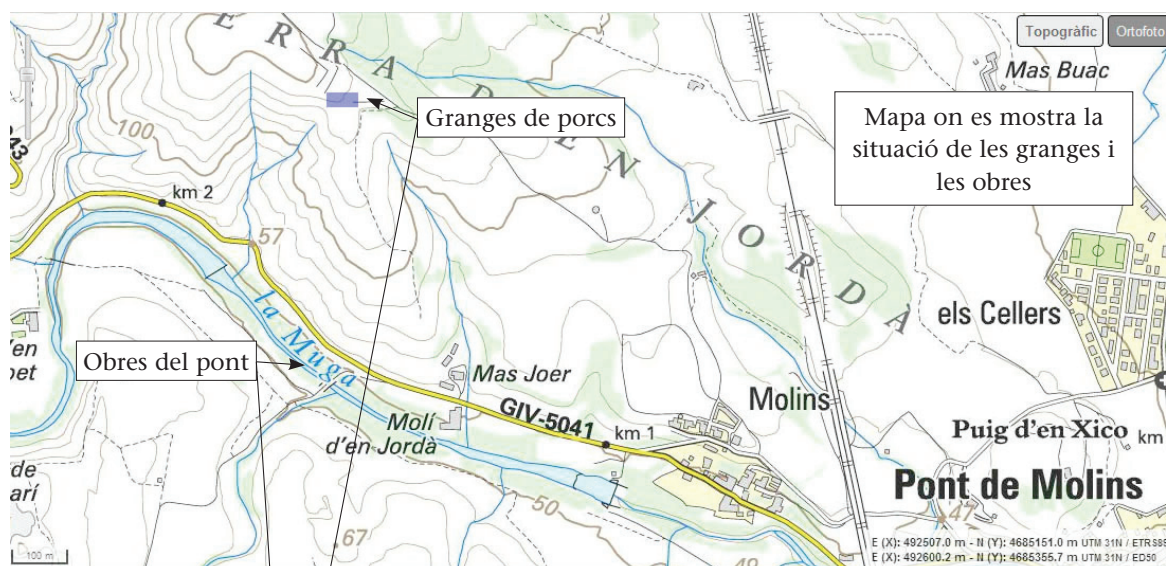 Topogràfic
Ortofoto
ERRA D'EN JORDÀ
Mas Buac
Granges de porcs
Mapa on es mostra la
situació de les granges i
les obres
100
km 2
57
la Muga
els Cellers
Obres del pont
Mas Joer
Molins
GIV-5041
Molí
d'en Jordà
km 1
Puig d'en Xico
km
Pont de Molins
50
47
67
100 m
E (X): 492507.0 m - N (Y): 4685151.0 m UTM 31N / ETRS89
E (X): 492600.2 m - N (Y): 4685355.7 m UTM 31N / ED50